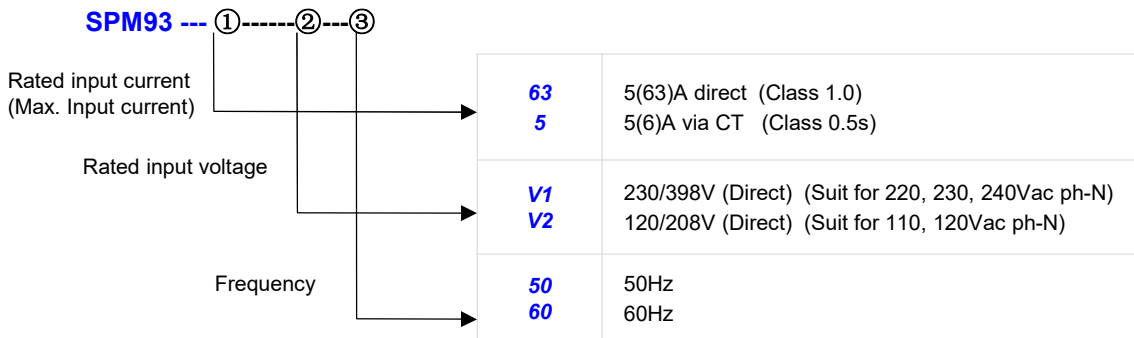 SPM93 --- ①------②---③
Rated input current
(Max. Input current)
63 5(63)A direct (Class 1.0)
5 5(6)A via CT (Class 0.5s)
Rated input voltage
V1 230/398V (Direct) (Suit for 220, 230, 240Vac ph-N)
V2 120/208V (Direct) (Suit for 110, 120Vac ph-N)
Frequency
50 50Hz
60 60Hz